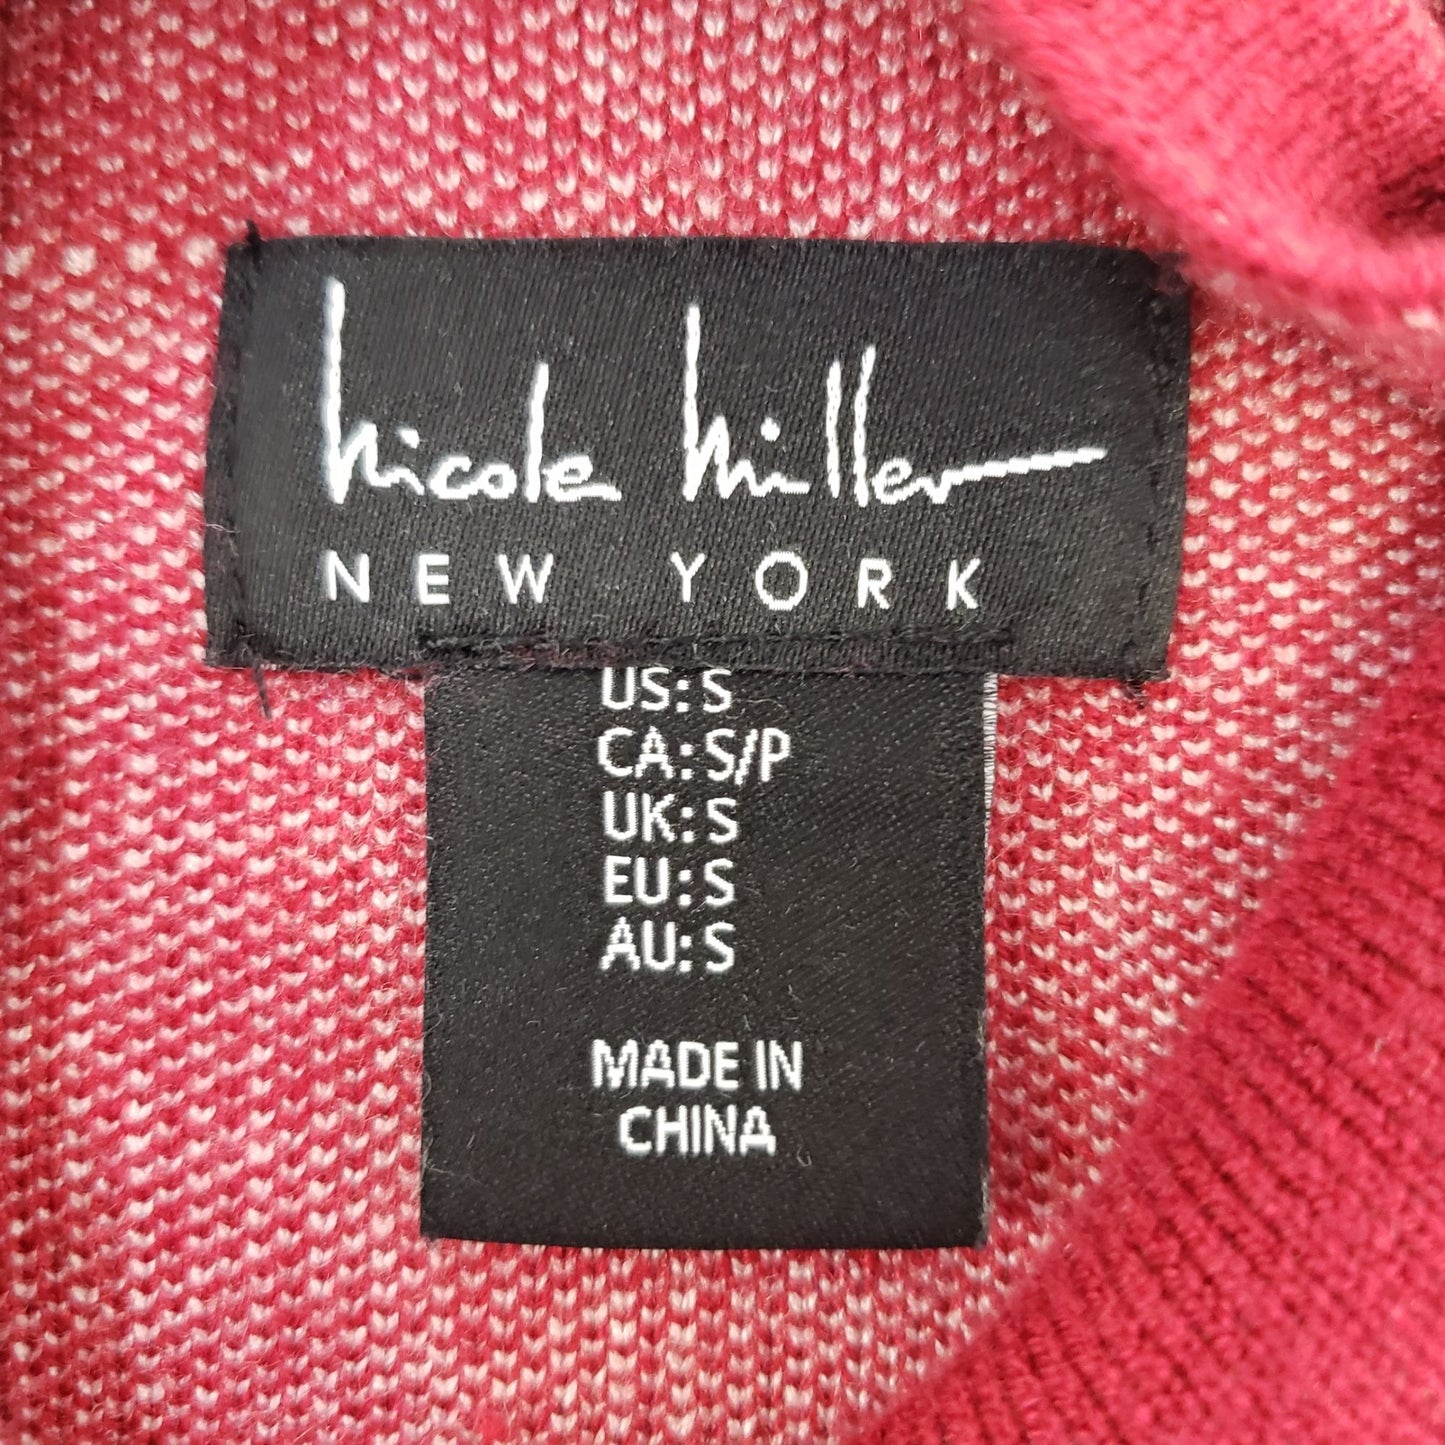 Nicole Miller
NEW YORK
US: S
CA: S/P
UK: S
EU: S
AU: S
MADE IN
CHINA